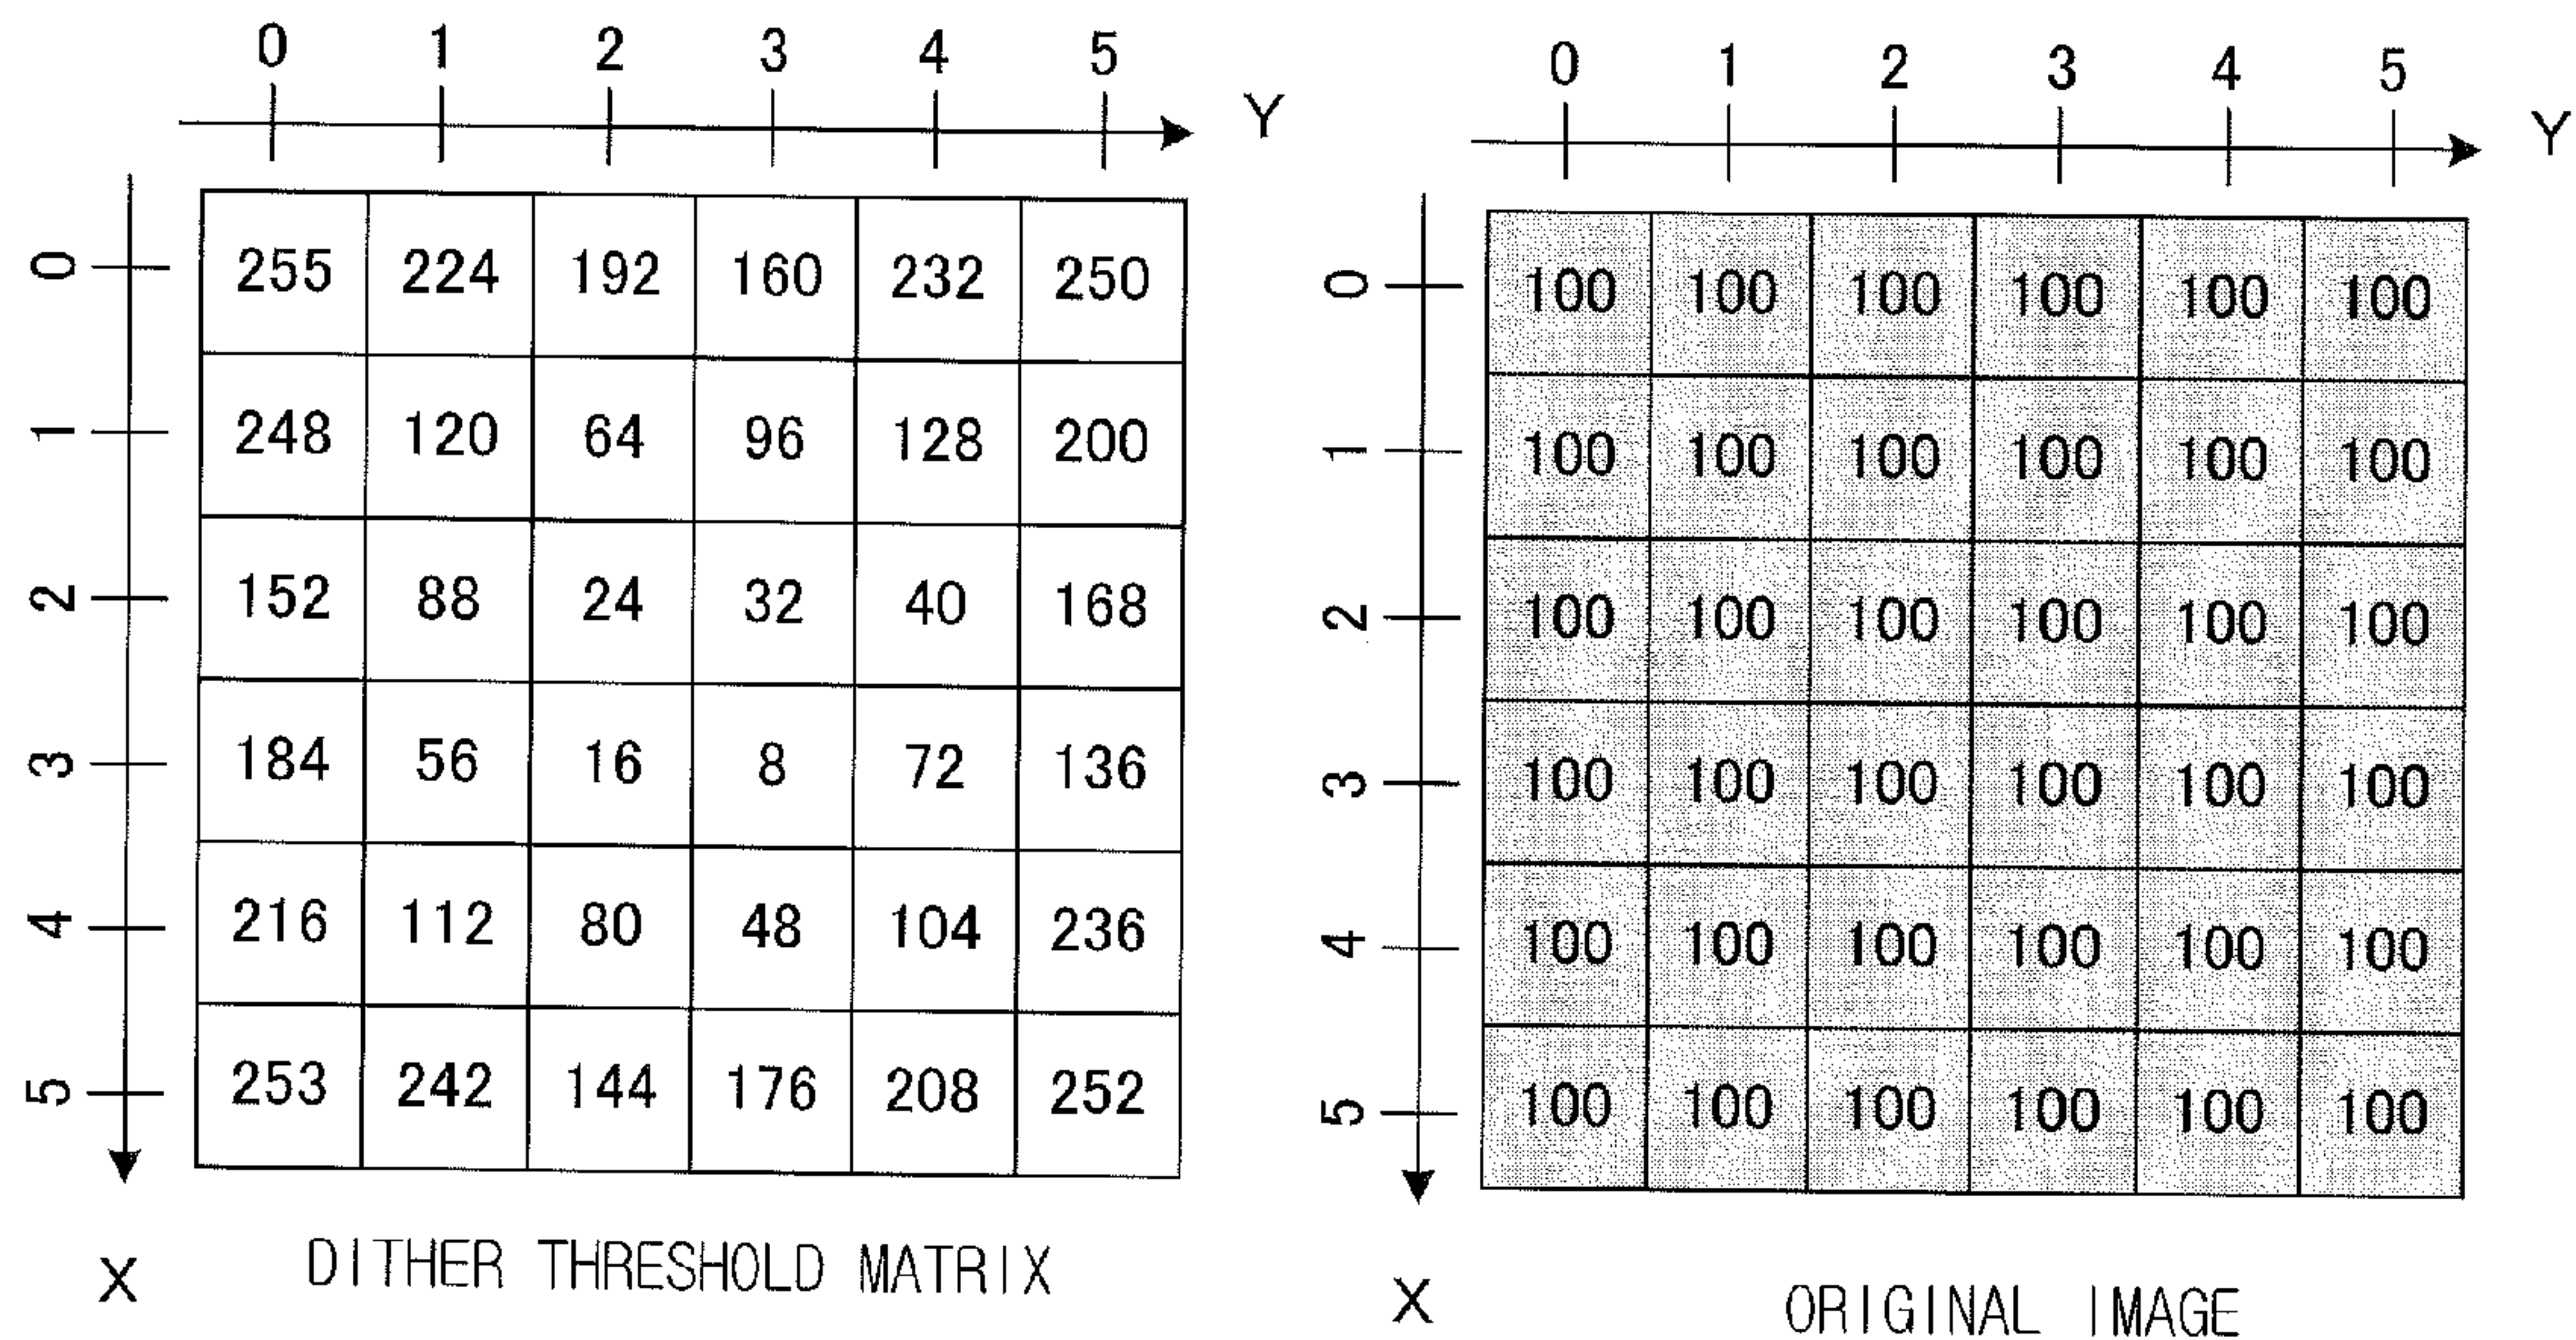 0 1 2 3 4 5 Y
0 255 224 192 160 232 250
1 248 120 64 96 128 200
2 152 88 24 32 40 168
3 184 56 16 8 72 136
4 216 112 80 48 104 236
5 253 242 144 176 208 252
X DITHER THRESHOLD MATRIX
0 1 2 3 4 5 Y
0 100 100 100 100 100 100
1 100 100 100 100 100 100
2 100 100 100 100 100 100
3 100 100 100 100 100 100
4 100 100 100 100 100 100
5 100 100 100 100 100 100
X ORIGINAL IMAGE